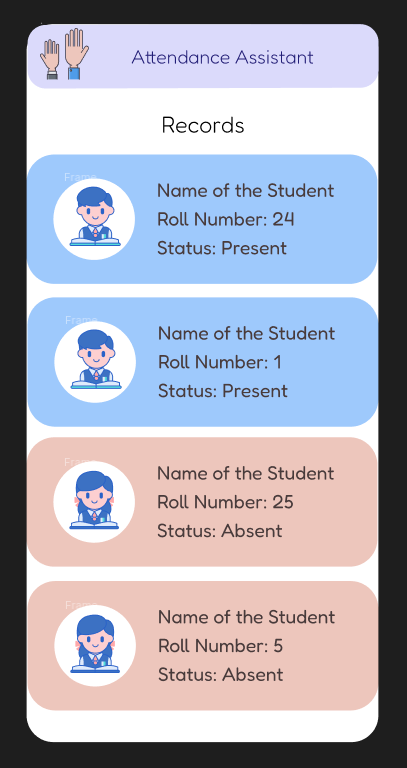 Attendance Assistant
Records
Frame
Name of the Student
Roll Number: 24
Status: Present
Frame
Name of the Student
Roll Number: 1
Status: Present
Frame
Name of the Student
Roll Number: 25
Status: Absent
Frame
Name of the Student
Roll Number: 5
Status: Absent